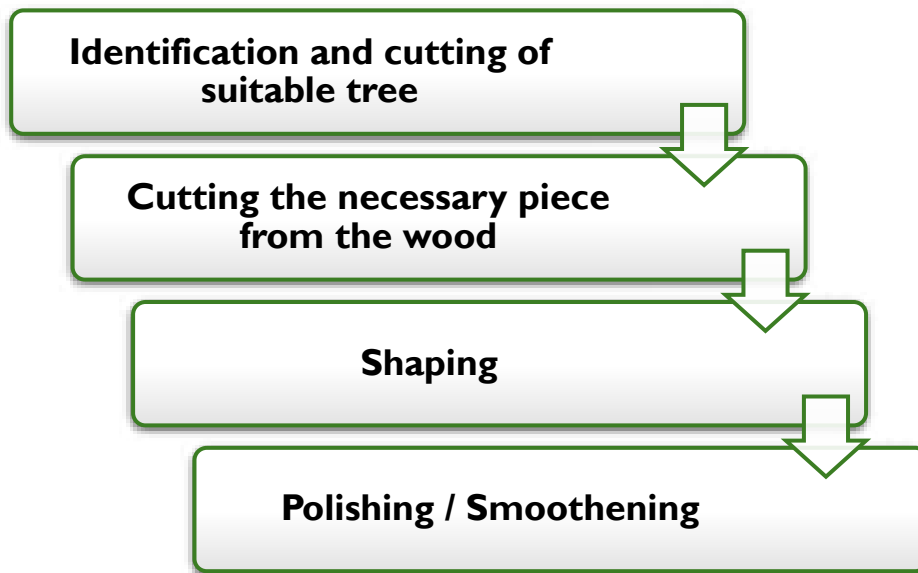 Identification and cutting of
suitable tree
Cutting the necessary piece
from the wood
Shaping
Polishing / Smoothening